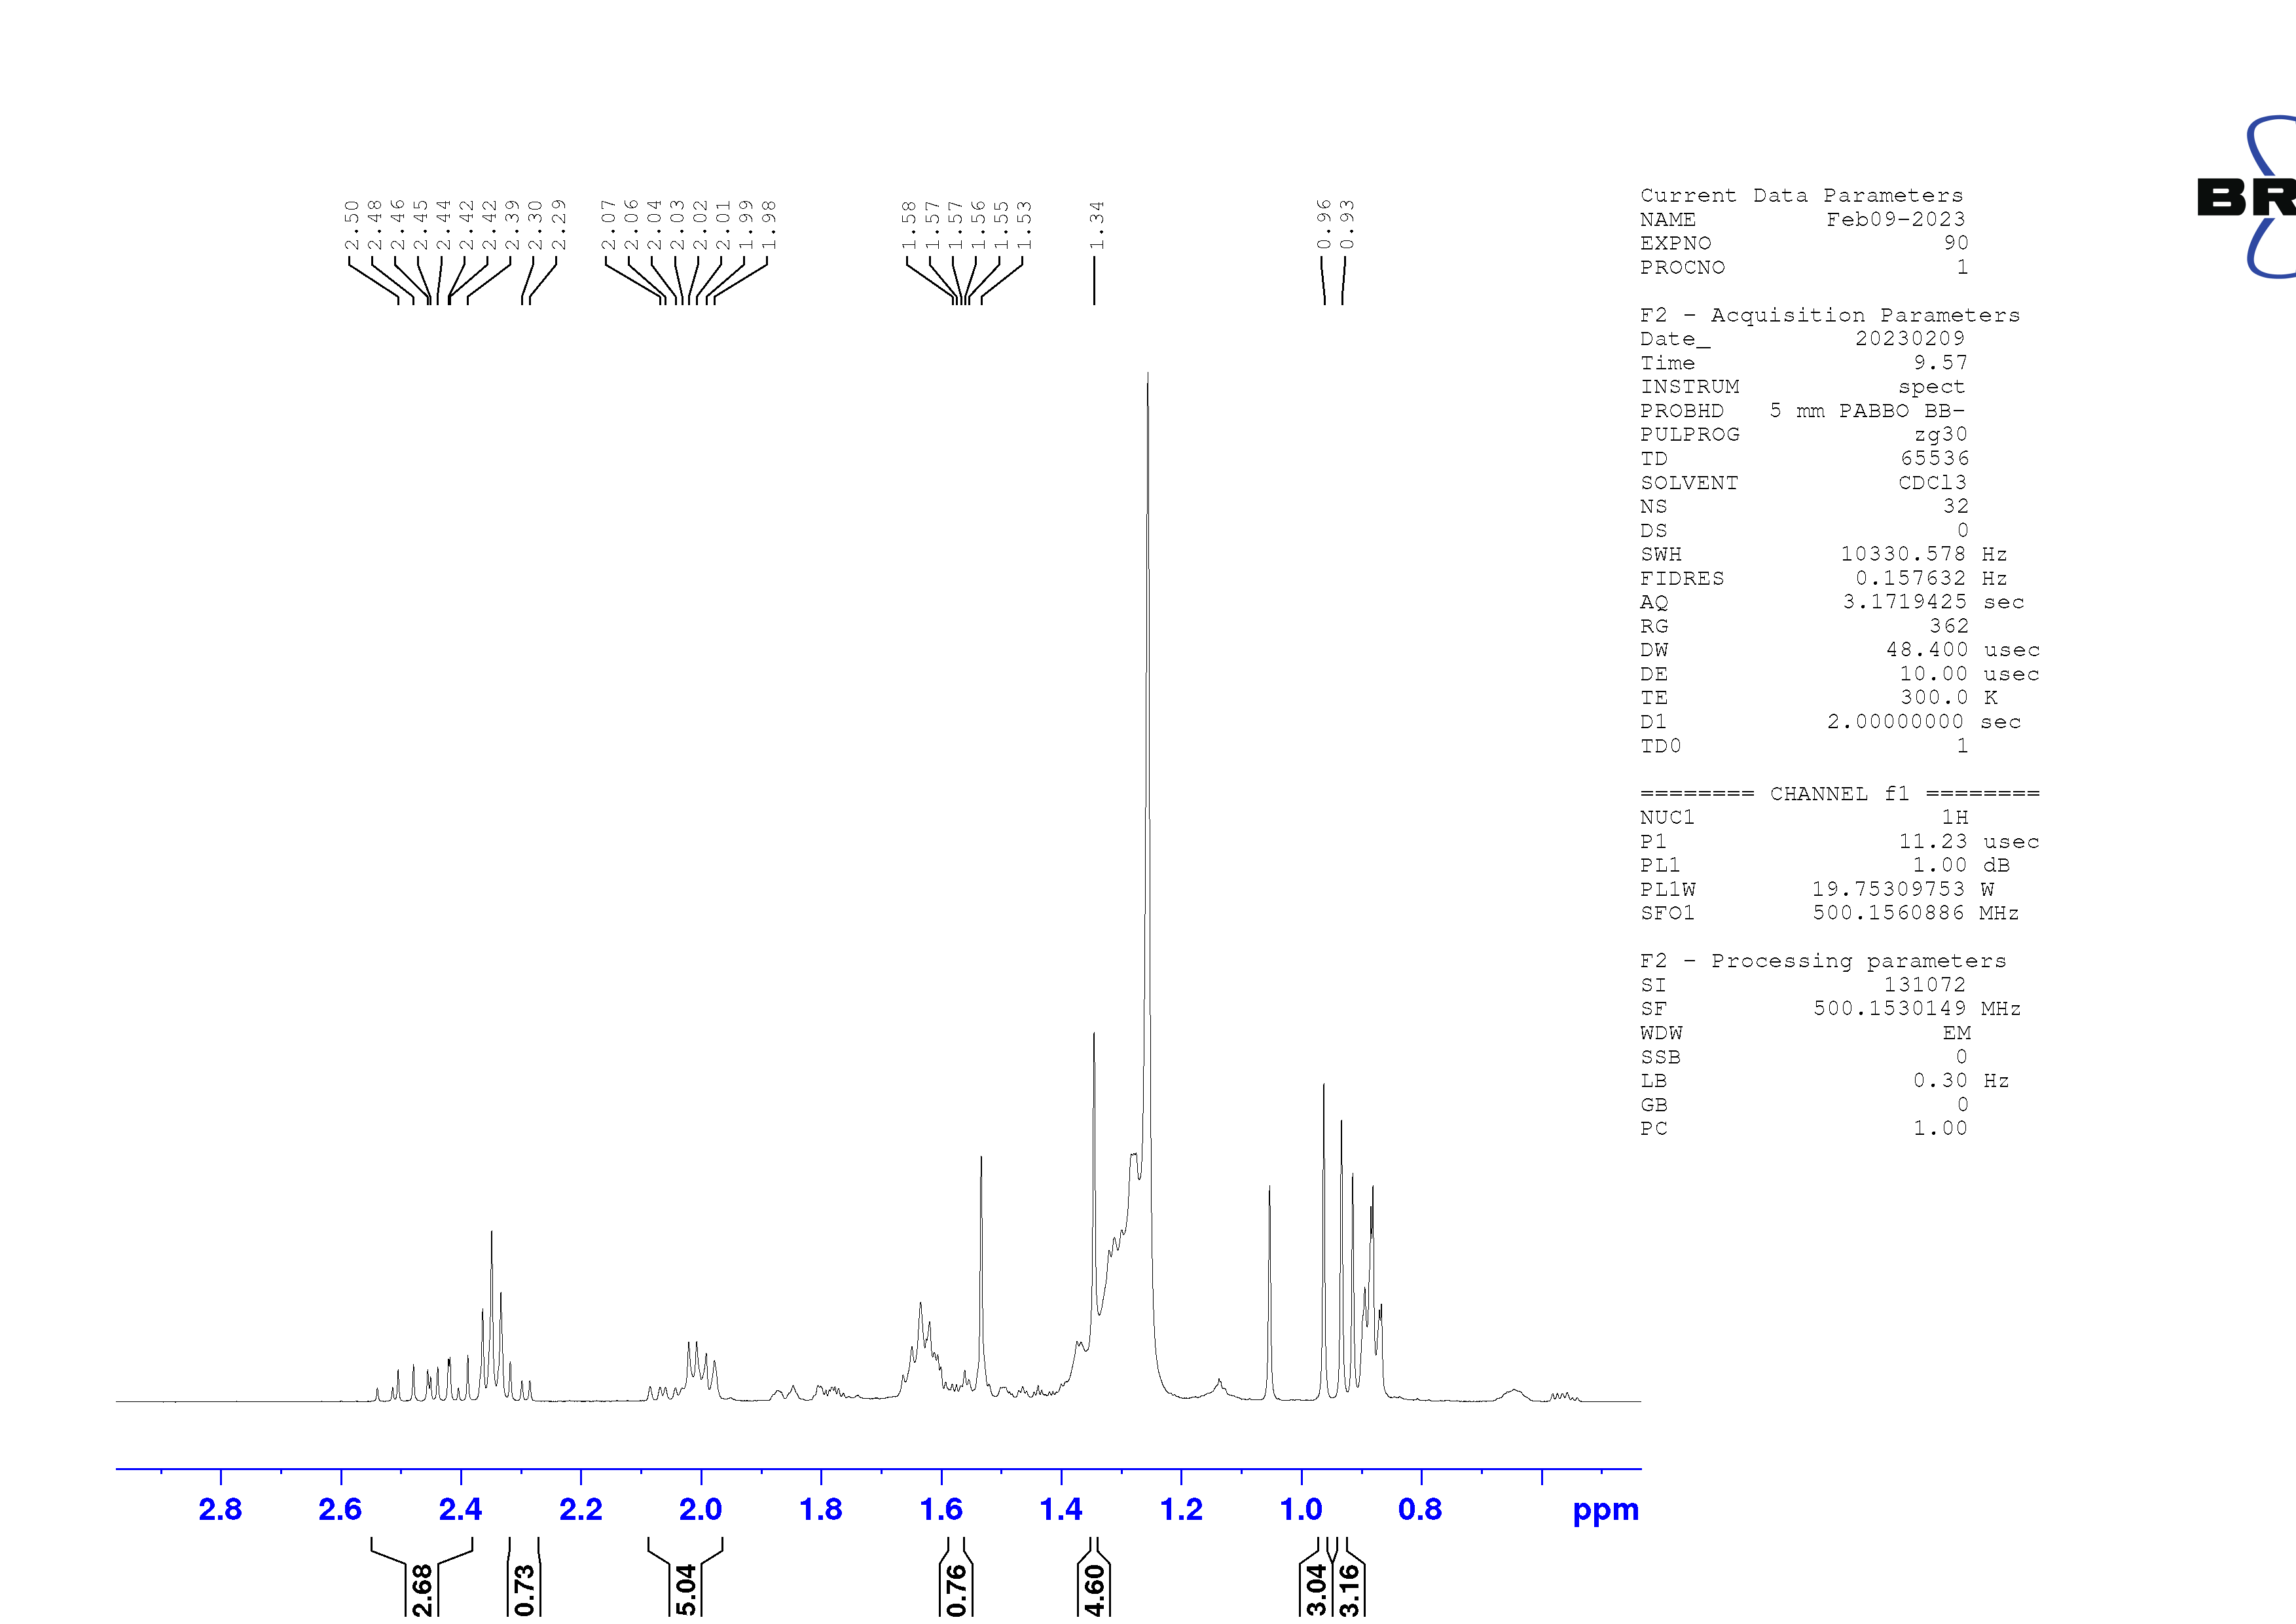 2.50
2.48
2.46
2.45
2.44
2.42
2.42
2.39
2.30
2.29
2.07
2.06
2.04
2.03
2.02
2.01
1.99
1.98
1.58
1.57
1.57
1.56
1.55
1.53
1.34
0.96
0.93
BR
Current Data Parameters
NAME Feb09-2023
EXPNO 90
PROCNO 1
F2 - Acquisition Parameters
Date_ 20230209
Time 9.57
INSTRUM spect
PROBHD 5 mm PABBO BB-
PULPROG zg30
TD 65536
SOLVENT CDCl3
NS 32
DS 0
SWH 10330.578 Hz
FIDRES 0.157632 Hz
AQ 3.1719425 sec
RG 362
DW 48.400 usec
DE 10.00 usec
TE 300.0 K
D1 2.00000000 sec
TD0 1
======== CHANNEL f1 ========
NUC1 1H
P1 11.23 usec
PL1 1.00 dB
PL1W 19.75309753 W
SFO1 500.1560886 MHz
F2 - Processing parameters
SI 131072
SF 500.1530149 MHz
WDW EM
SSB 0
LB 0.30 Hz
GB 0
PC 1.00
2.8 2.6 2.4 2.2 2.0 1.8 1.6 1.4 1.2 1.0 0.8 ppm
2.68
0.73
5.04
0.76
4.60
3.04
3.16